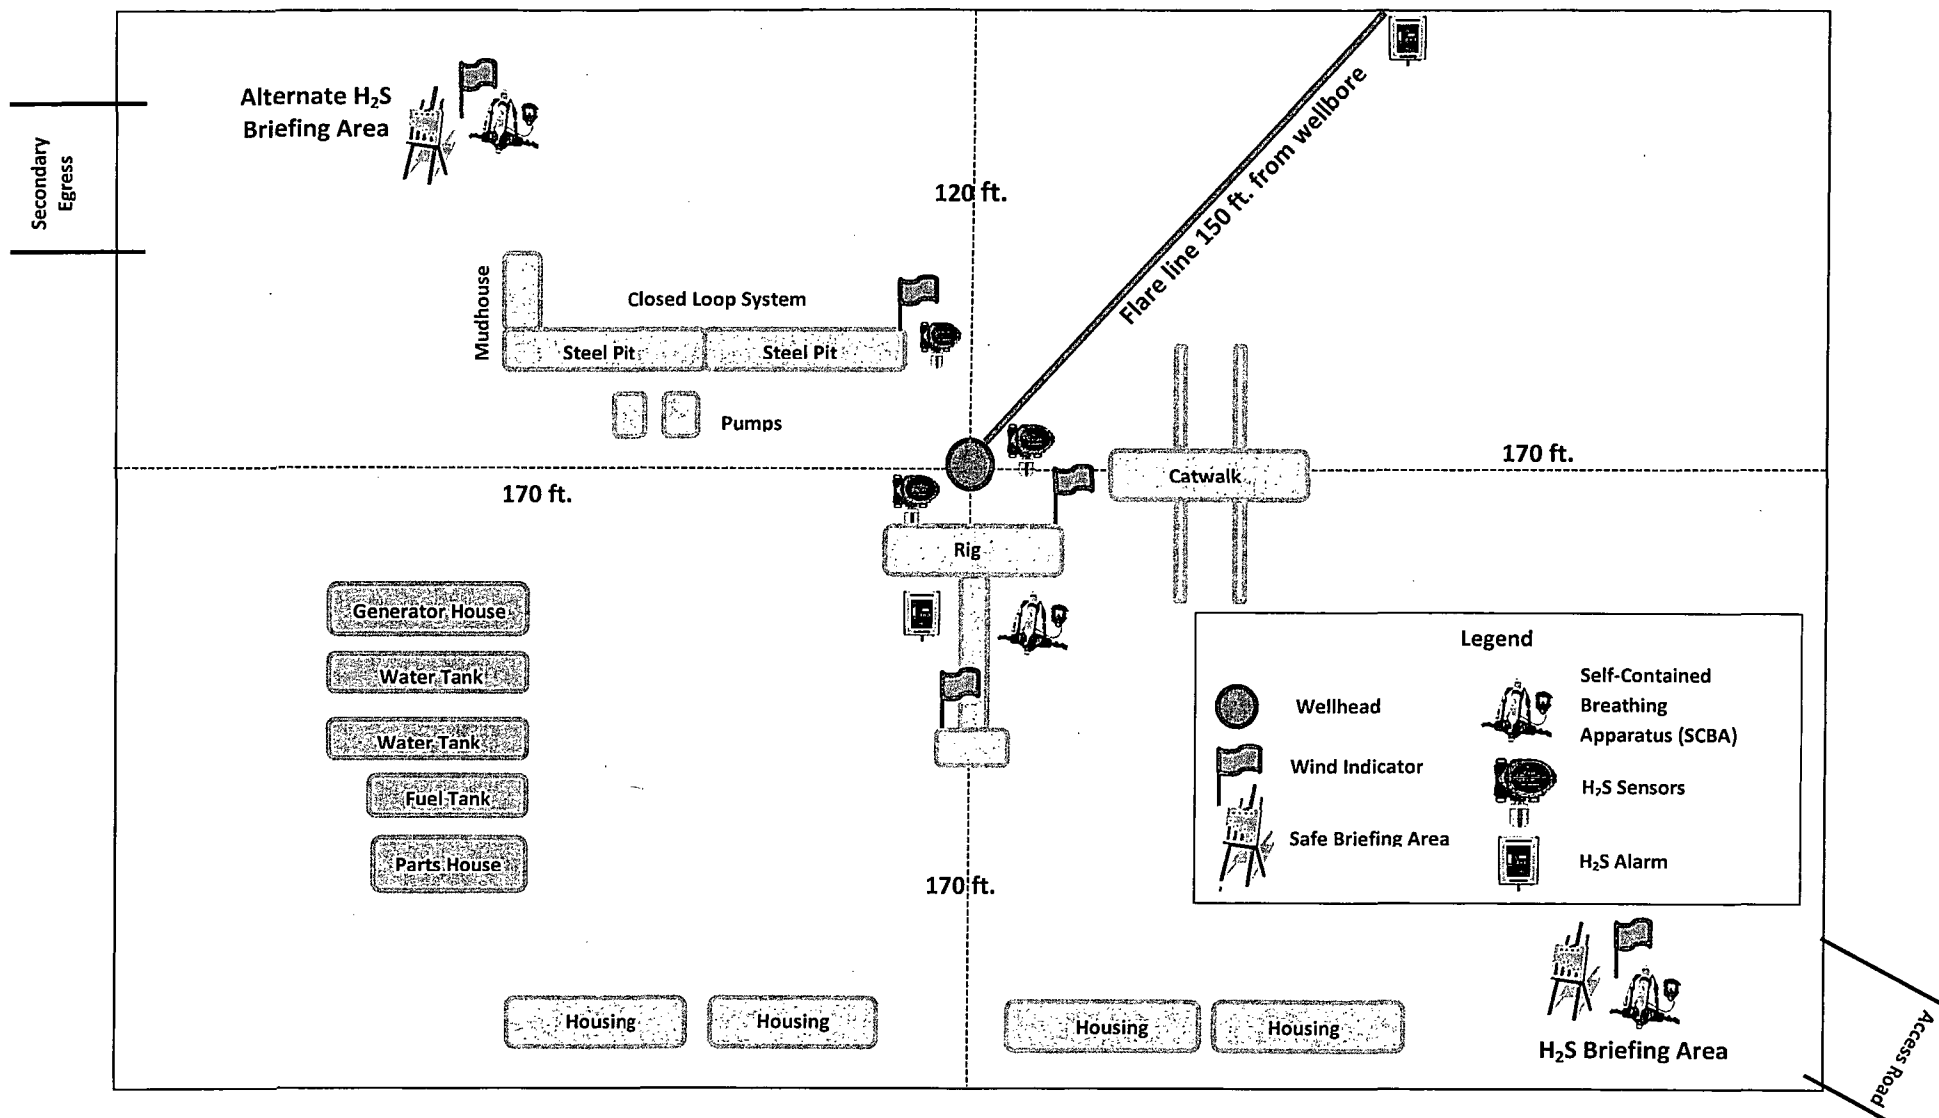 Alternate H₂S
Briefing Area
Secondary
Egress
120 ft.
Flare line 150 ft. from wellbore
Mudhouse
Closed Loop System
Steel Pit
Steel Pit
Pumps
170 ft.
170 ft.
Catwalk
Rig
Generator House
Water Tank
Water Tank
Fuel Tank
Parts House
170 ft.
Legend
Wellhead
Wind Indicator
Safe Briefing Area
Self-Contained
Breathing
Apparatus (SCBA)
H₂S Sensors
H₂S Alarm
Housing
Housing
Housing
Housing
H₂S Briefing Area
Access Road